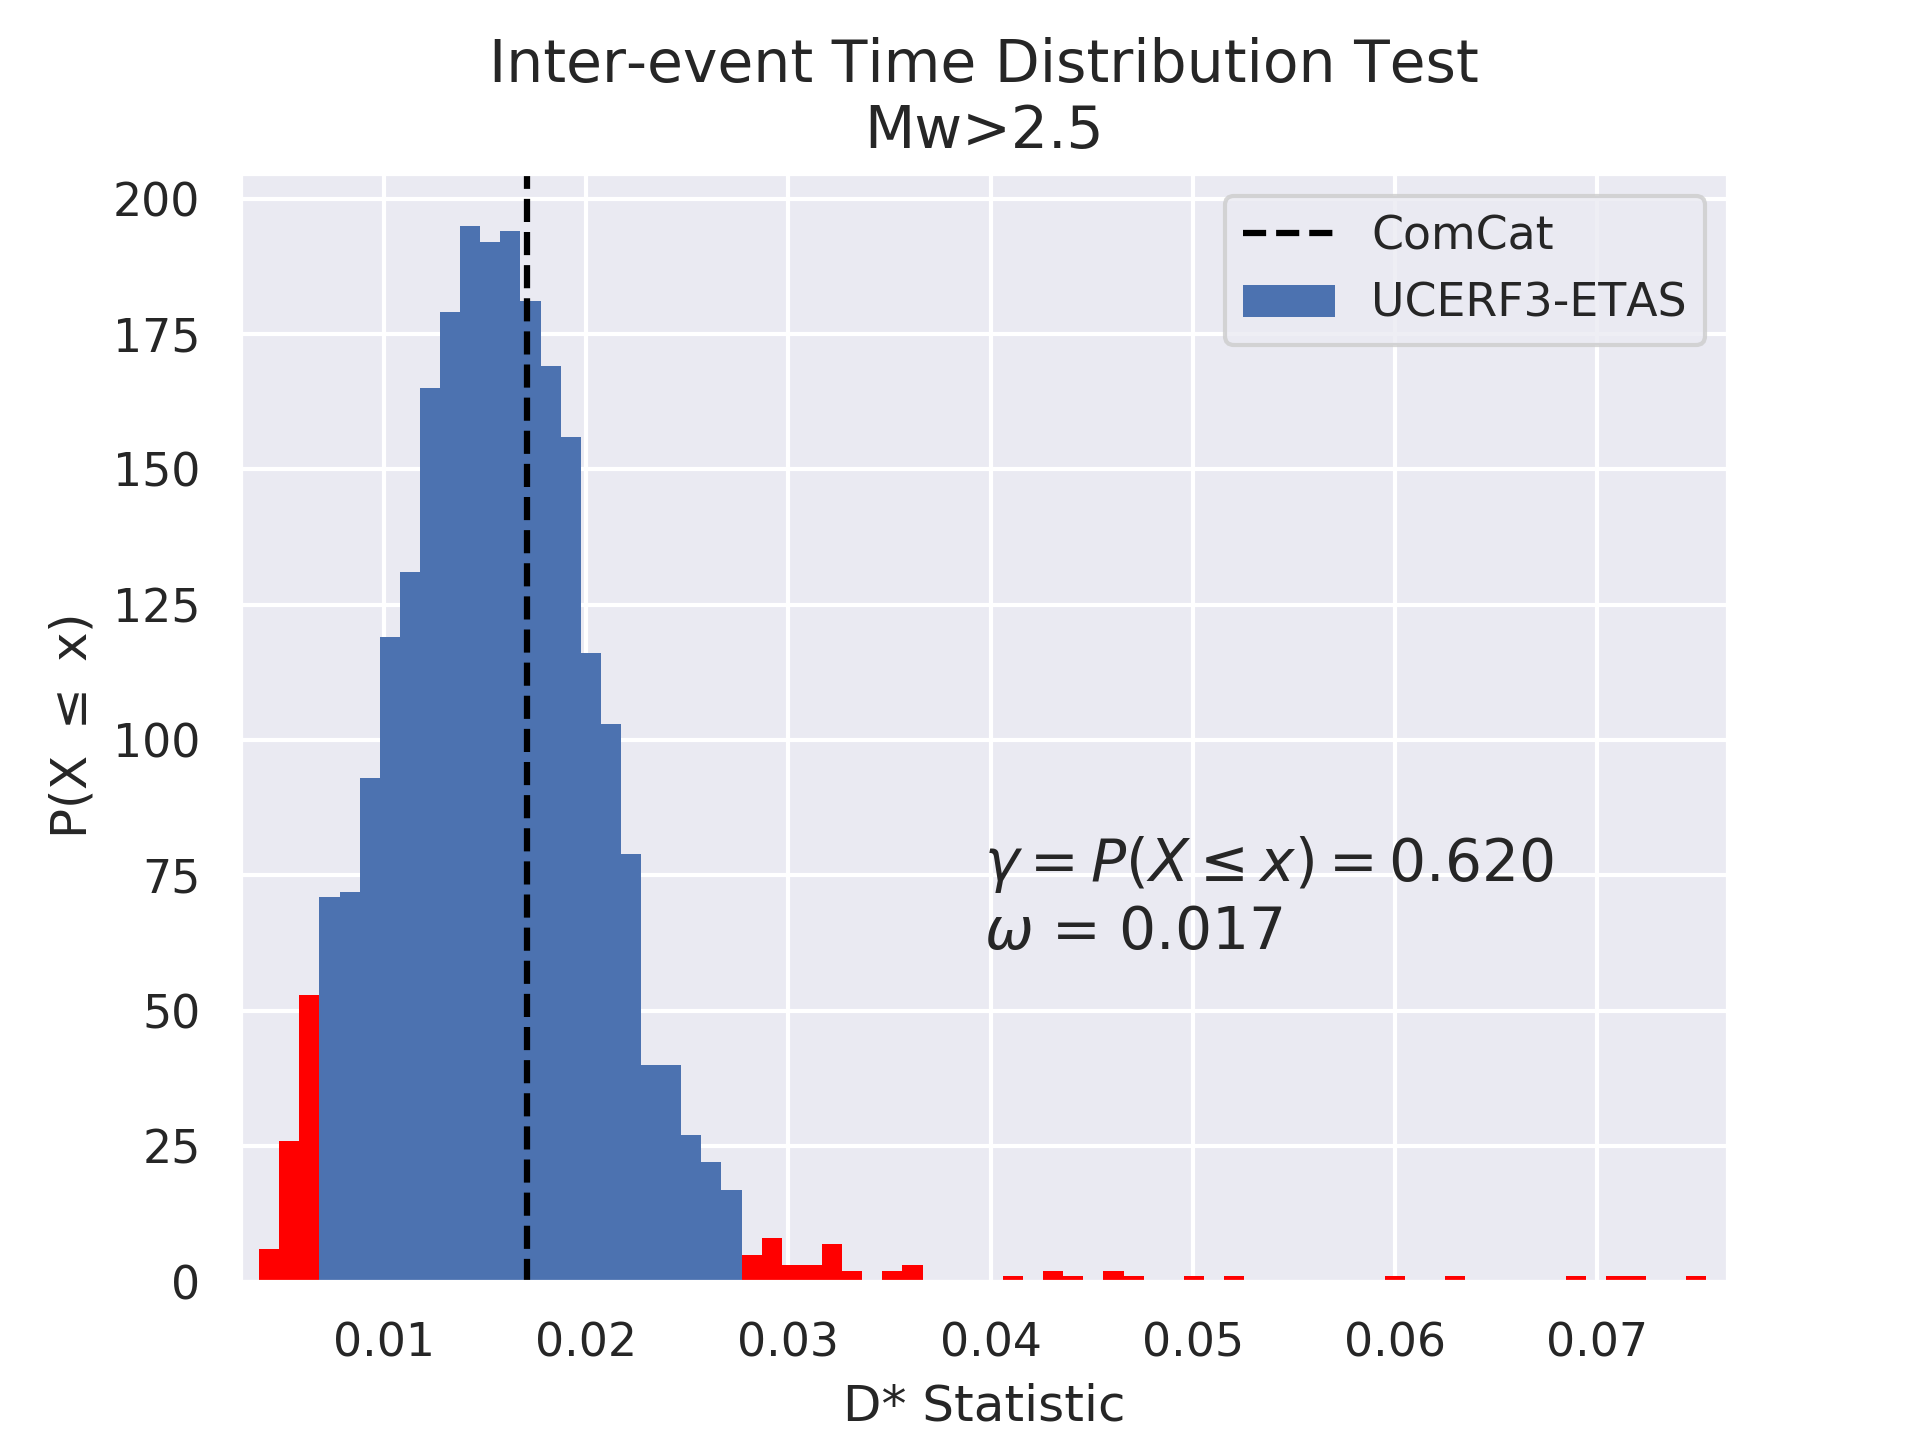 Inter-event Time Distribution Test
Mw>2.5
ComCat
UCERF3-ETAS
P(X ≤ x)
200
175
150
125
100
75
50
25
0
γ = P(X ≤ x) = 0.620
ω = 0.017
0.01 0.02 0.03 0.04 0.05 0.06 0.07
D* Statistic